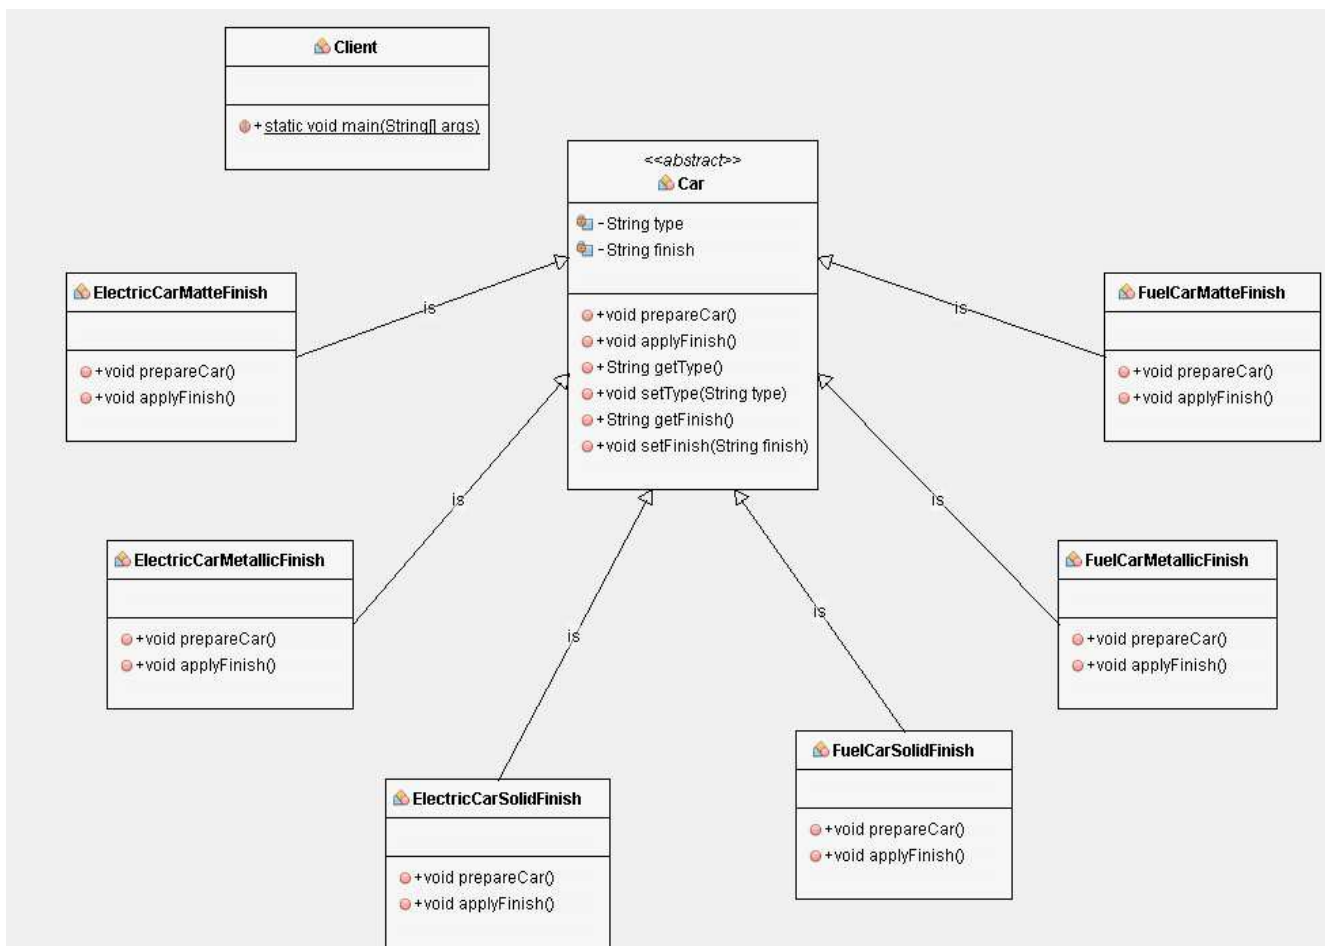 Client
+ static void main(String[] args)
<<abstract>>
Car
- String type
- String finish
+void prepareCar()
+void applyFinish()
+String getType()
+void setType(String type)
+String getFinish()
+void setFinish(String finish)
ElectricCarMatteFinish
+void prepareCar()
+void applyFinish()
is
is
FuelCarMatteFinish
+void prepareCar()
+void applyFinish()
is
is
ElectricCarMetallicFinish
+void prepareCar()
+void applyFinish()
FuelCarMetallicFinish
+void prepareCar()
+void applyFinish()
is
is
FuelCarSolidFinish
+void prepareCar()
+void applyFinish()
ElectricCarSolidFinish
+void prepareCar()
+void applyFinish()